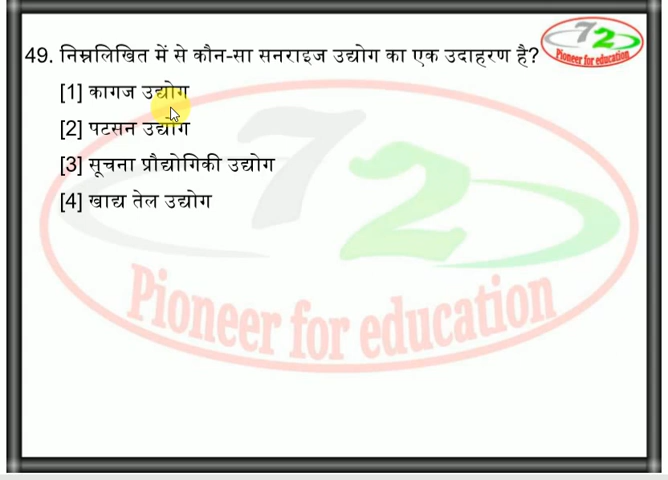 49. निम्नलिखित में से कौन-सा सनराइज उद्योग का एक उदाहरण है?
72
Pioneer for education
[1] कागज उद्योग
[2] पटसन उद्योग
[3] सूचना प्रौद्योगिकी उद्योग
[4] खाद्य तेल उद्योग
72
Pioneer for education